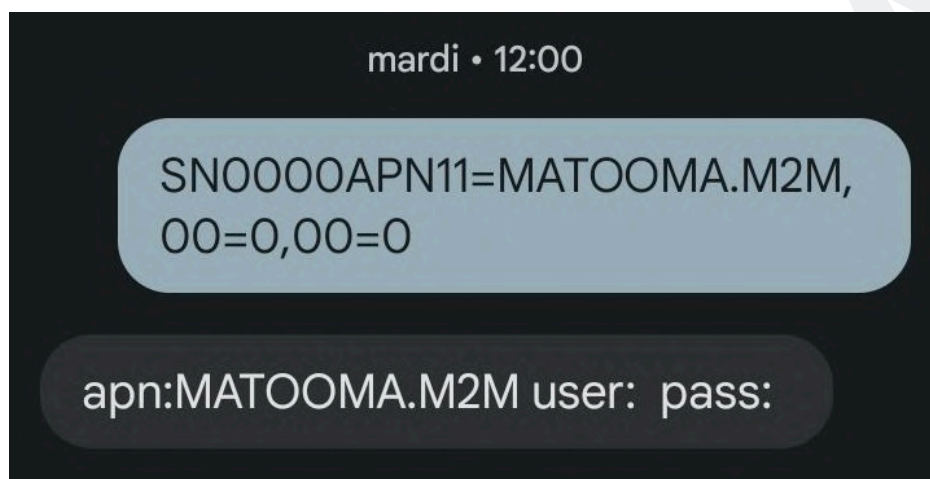 mardi • 12:00
SN0000APN11=MATOOMA.M2M,
00=0,00=0
apn:MATOOMA.M2M user:  pass: